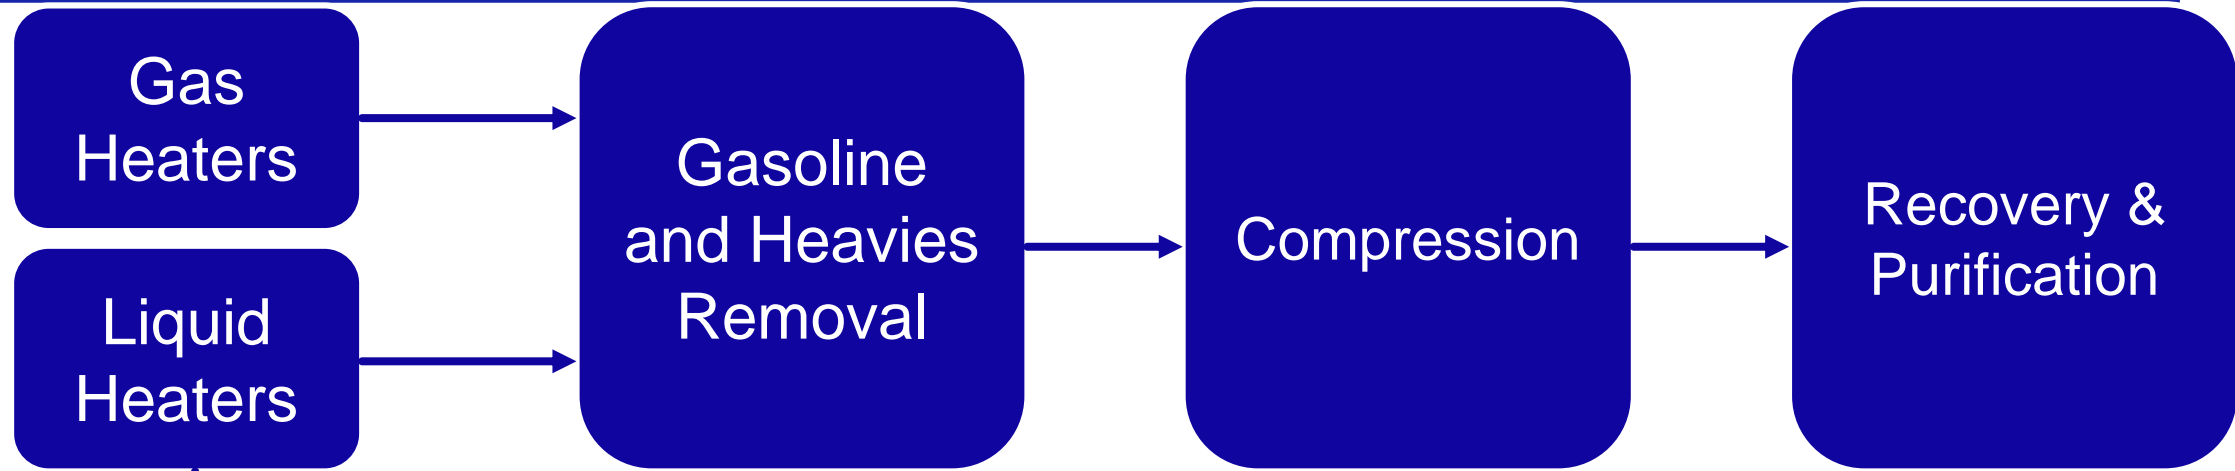 Gas
Heaters
Liquid
Heaters
Gasoline
and Heavies
Removal
Compression
Recovery &
Purification